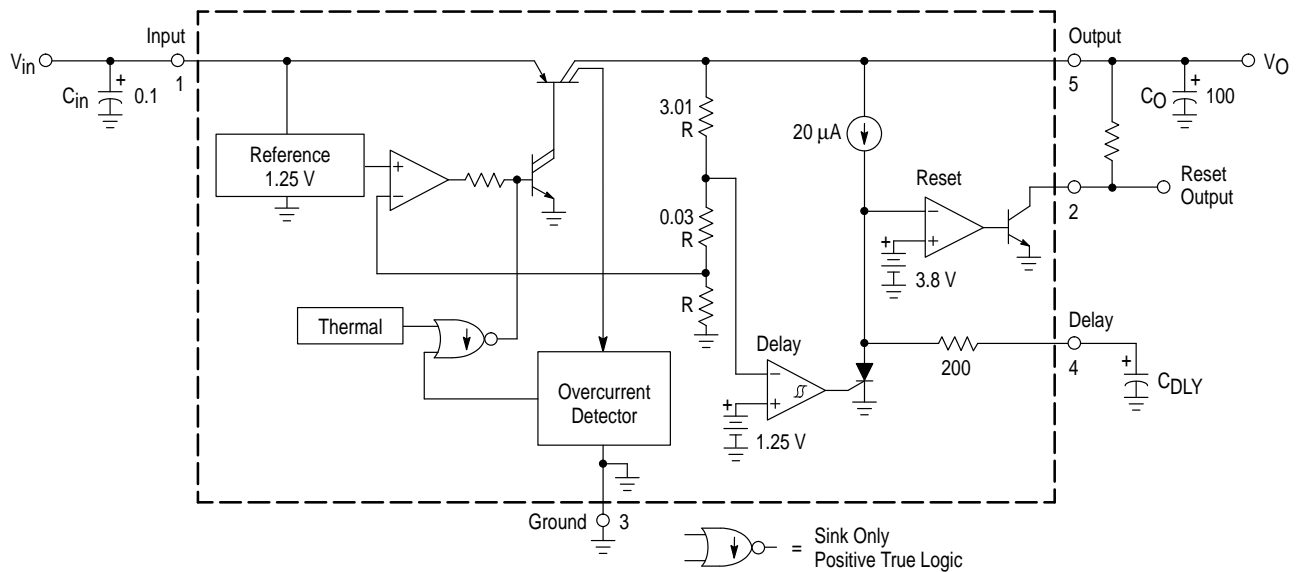 Input
Output
Vin
VO
Cin
+
0.1
1
5
CO
+
100
3.01
R
20 µA
Reference
1.25 V
+
−
Reset
−
+
2
Reset
Output
0.03
R
+
3.8 V
R
Thermal
Delay
Delay
200
4
+
CDLY
Overcurrent
Detector
−
+
+
1.25 V
Ground
3
=
Sink Only
Positive True Logic